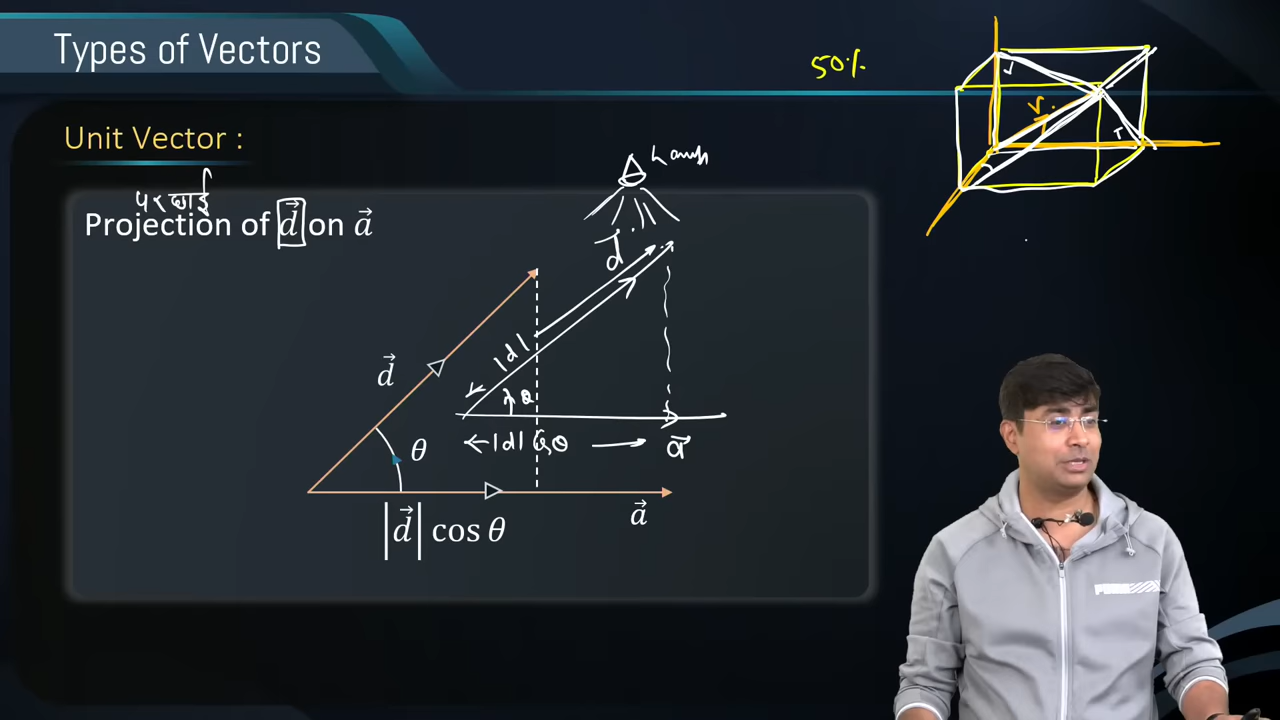 Types of Vectors
50%
Unit Vector :
Lamp
परछाई
Projection of d⃗ on a⃗
d⃗
|d|
θ
d⃗
θ
|d| cosθ
a⃗
|d⃗| cos θ
a⃗